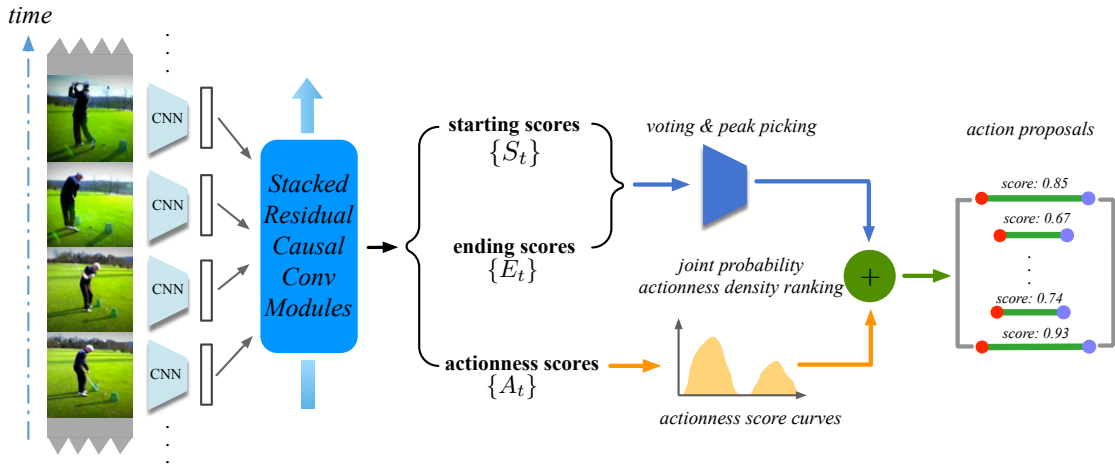 time
CNN
CNN
CNN
CNN
Stacked
Residual
Causal
Conv
Modules
starting scores
{S_t}
ending scores
{E_t}
actionness scores
{A_t}
voting & peak picking
joint probability
actionness density ranking
+
actionness score curves
action proposals
score: 0.85
score: 0.67
score: 0.74
score: 0.93